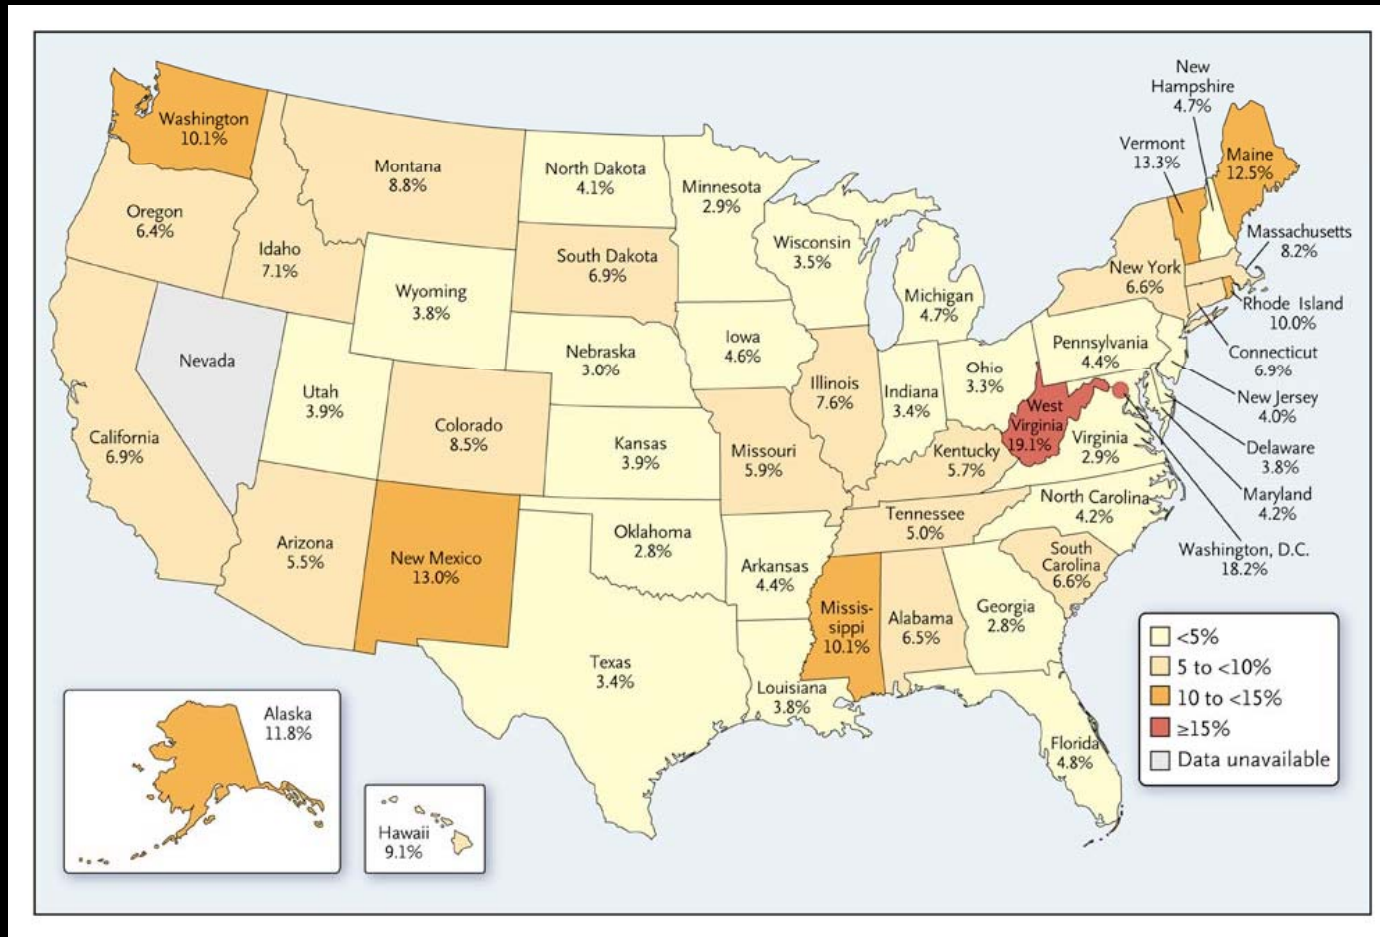 Washington
10.1%
Montana
8.8%
North Dakota
4.1%
Minnesota
2.9%
New
Hampshire
4.7%
Vermont
13.3%
Maine
12.5%
Oregon
6.4%
Idaho
7.1%
Wyoming
3.8%
South Dakota
6.9%
Wisconsin
3.5%
Michigan
4.7%
New York
6.6%
Massachusetts
8.2%
Rhode Island
10.0%
Connecticut
6.9%
New Jersey
4.0%
Delaware
3.8%
Maryland
4.2%
Washington, D.C.
18.2%
Nevada
Utah
3.9%
Colorado
8.5%
Nebraska
3.0%
Iowa
4.6%
Illinois
7.6%
Indiana
3.4%
Ohio
3.3%
Pennsylvania
4.4%
West
Virginia
19.1%
Virginia
2.9%
California
6.9%
Kansas
3.9%
Missouri
5.9%
Kentucky
5.7%
North Carolina
4.2%
Tennessee
5.0%
South
Carolina
6.6%
Arizona
5.5%
New Mexico
13.0%
Oklahoma
2.8%
Arkansas
4.4%
Missis-
sippi
10.1%
Alabama
6.5%
Georgia
2.8%
Texas
3.4%
Louisiana
3.8%
Florida
4.8%
Alaska
11.8%
Hawaii
9.1%
<5%
5 to <10%
10 to <15%
≥15%
Data unavailable